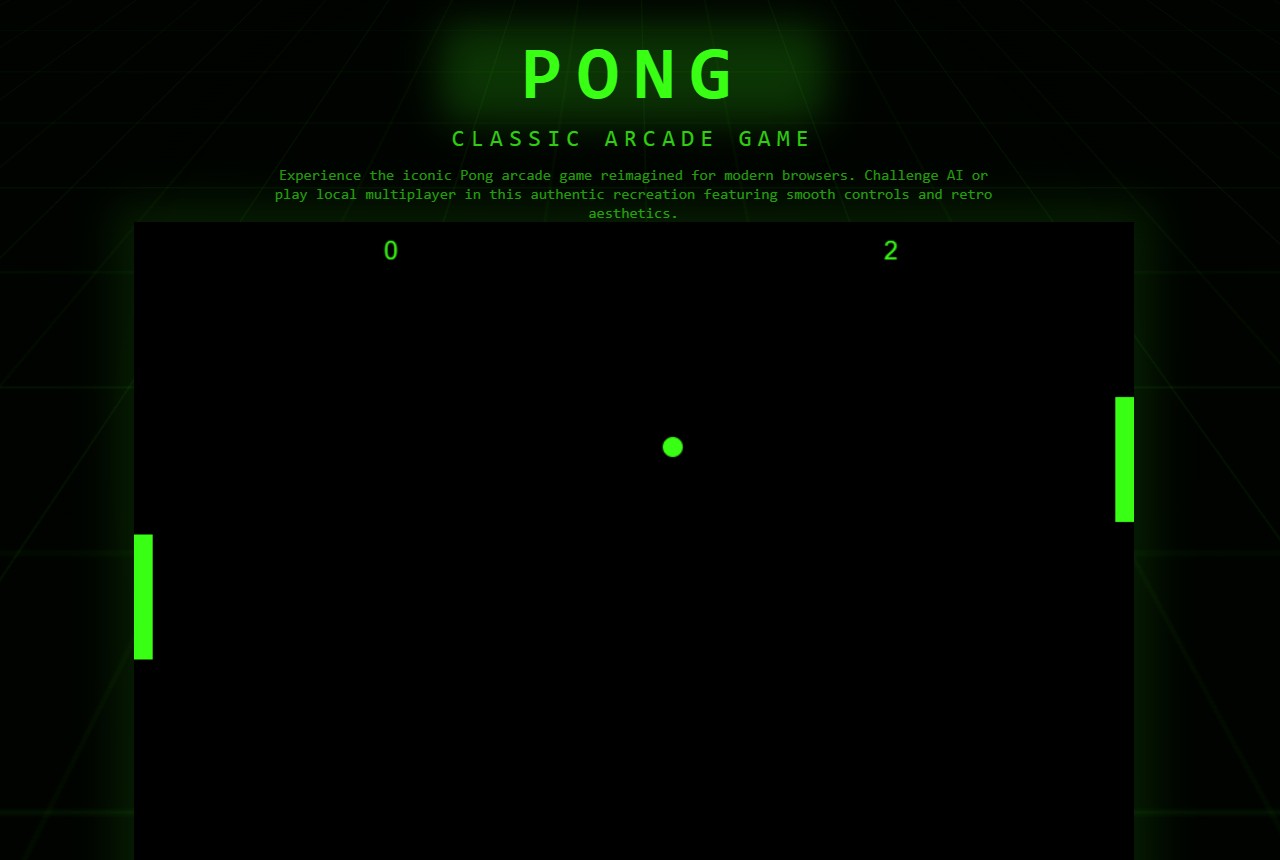 PONG
CLASSIC ARCADE GAME
Experience the iconic Pong arcade game reimagined for modern browsers. Challenge AI or
play local multiplayer in this authentic recreation featuring smooth controls and retro
aesthetics.
0 2